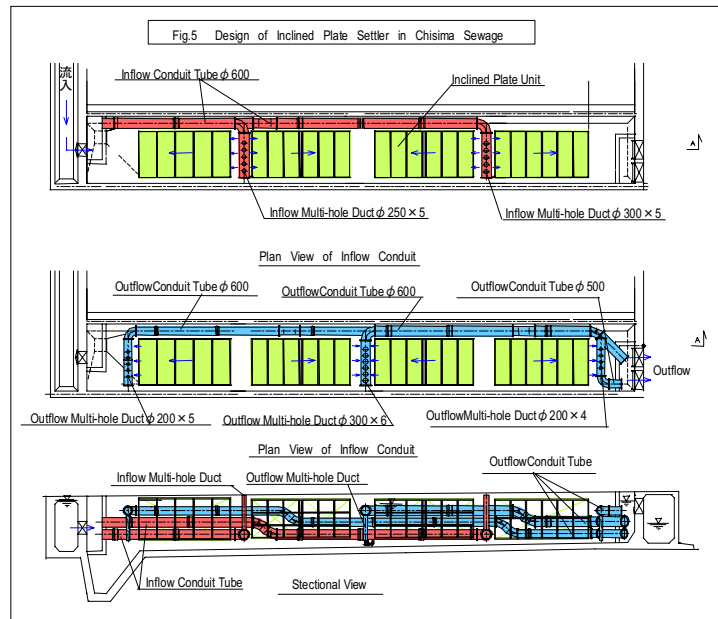 Fig.5 Design of Inclined Plate Settler in Chisima Sewage
流入
Inflow Conduit Tube φ 600
Inclined Plate Unit
A
Inflow Multi-hole Duct φ 250 × 5
Inflow Multi-hole Duct φ 300 × 5
Plan View of Inflow Conduit
OutflowConduit Tube φ 600
OutflowConduit Tube φ 600
OutflowConduit Tube φ 500
A
Outflow
Outflow Multi-hole Duct φ 200 × 5
Outflow Multi-hole Duct φ 300 × 6
OutflowMulti-hole Duct φ 200 × 4
Plan View of Inflow Conduit
Inflow Multi-hole Duct
Outflow Multi-hole Duct
OutflowConduit Tube
Inflow Conduit Tube
Stectional View